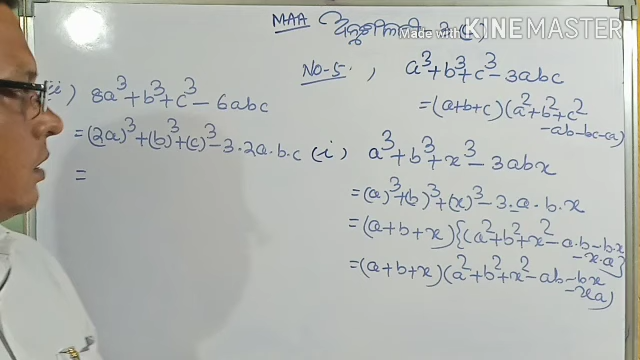 MAA
Made with KINEMASTER
No-5,
a³+b³+c³-3abc
=(a+b+c)(a²+b²+c²
-ab-bc-ca)
ii) 8a³+b³+c³-6abc
=(2a)³+(b)³+(c)³-3·2a·b·c
=
(i) a³+b³+x³-3abx
=(a)³+(b)³+(x)³-3·a·b·x
=(a+b+x){(a²+b²+x²-a·b-b·x
-x·a}
=(a+b+x)(a²+b²+x²-ab-bx
-xa)